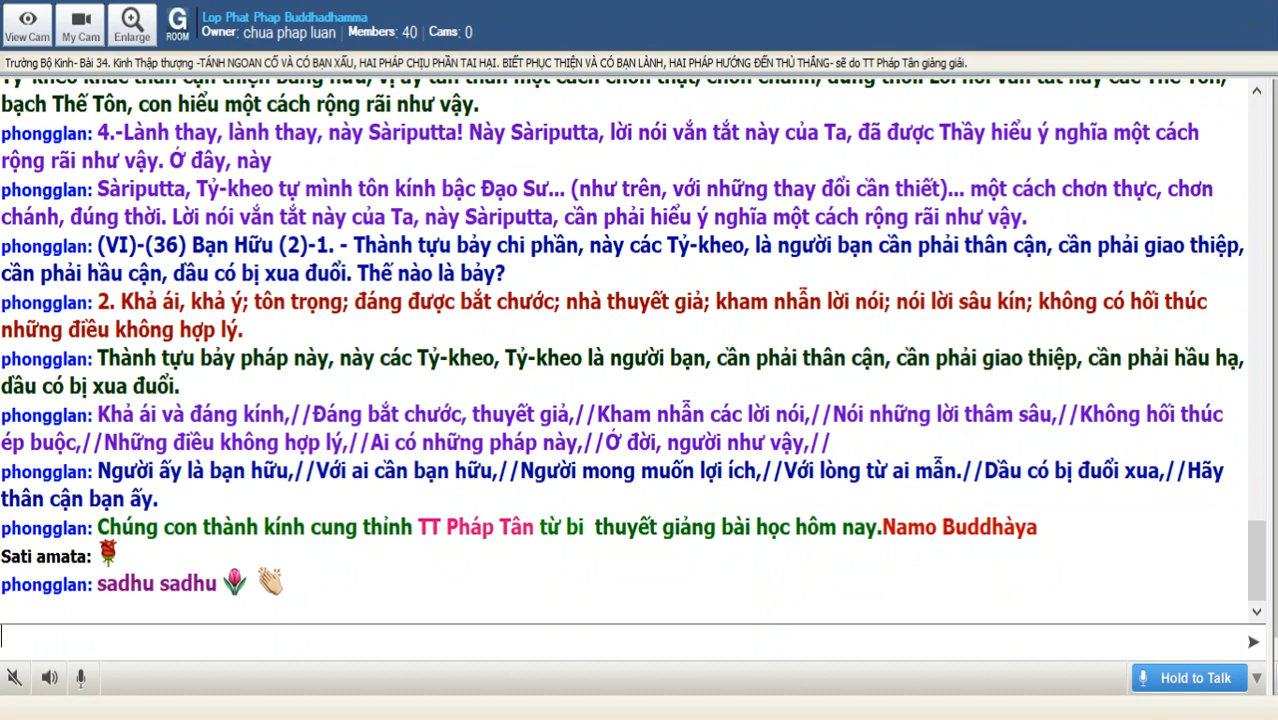 Lop Phat Phap Buddhadhamma
Owner: chua phap luan | Members: 40 | Cams: 0
View Cam
My Cam
Enlarge
G
ROOM
Trường Bộ Kinh- Bài 34. Kinh Thập thượng -TÁNH NGOAN CỐ VÀ CÓ BẠN XẤU, HAI PHÁP CHỊU PHẦN TAI HẠI. BIẾT PHỤC THIỆN VÀ CÓ BẠN LÀNH, HAI PHÁP HƯỚNG ĐẾN THÙ THẮNG- sẽ do TT Pháp Tân giảng giải.
bạch Thế Tôn, con hiểu một cách rộng rãi như vậy.
phongglan: 4.-Lành thay, lành thay, này Sàriputta! Này Sàriputta, lời nói vắn tắt này của Ta, đã được Thầy hiểu ý nghĩa một cách
rộng rãi như vậy. Ở đây, này
phongglan: Sàriputta, Tỷ-kheo tự mình tôn kính bậc Đạo Sư... (như trên, với những thay đổi cần thiết)... một cách chơn thực, chơn
chánh, đúng thời. Lời nói vắn tắt này của Ta, này Sàriputta, cần phải hiểu ý nghĩa một cách rộng rãi như vậy.
phongglan: (VI)-(36) Bạn Hữu (2)-1. - Thành tựu bảy chi phần, này các Tỷ-kheo, là người bạn cần phải thân cận, cần phải giao thiệp,
cần phải hầu cận, dầu có bị xua đuổi. Thế nào là bảy?
phongglan: 2. Khả ái, khả ý; tôn trọng; đáng được bắt chước; nhà thuyết giả; kham nhẫn lời nói; nói lời sâu kín; không có hối thúc
những điều không hợp lý.
phongglan: Thành tựu bảy pháp này, này các Tỷ-kheo, Tỷ-kheo là người bạn, cần phải thân cận, cần phải giao thiệp, cần phải hầu hạ,
dầu có bị xua đuổi.
phongglan: Khả ái và đáng kính,//Đáng bắt chước, thuyết giả,//Kham nhẫn các lời nói,//Nói những lời thâm sâu,//Không hối thúc
ép buộc,//Những điều không hợp lý,//Ai có những pháp này,//Ở đời, người như vậy,//
phongglan: Người ấy là bạn hữu,//Với ai cần bạn hữu,//Người mong muốn lợi ích,//Với lòng từ ai mẫn.//Dầu có bị đuổi xua,//Hãy
thân cận bạn ấy.
phongglan: Chúng con thành kính cung thỉnh TT Pháp Tân từ bi thuyết giảng bài học hôm nay.Namo Buddhàya
Sati amata:
phongglan: sadhu sadhu
Hold to Talk